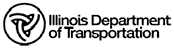 Illinois Department
of Transportation